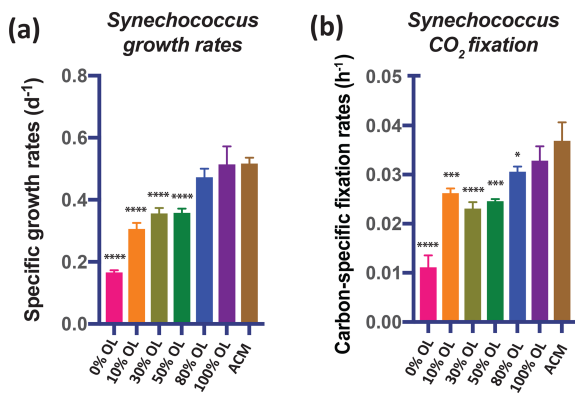 (a)
Synechococcus
growth rates
Specific growth rates (d-1)
0.8
0.6
0.4
0.2
0.0
****
****
****
****
0% OL
10% OL
30% OL
50% OL
80% OL
100% OL
ACM
(b)
Synechococcus
CO2 fixation
Carbon-specific fixation rates (h-1)
0.05
0.04
0.03
0.02
0.01
0.00
****
***
****
***
*
0% OL
10% OL
30% OL
50% OL
80% OL
100% OL
ACM